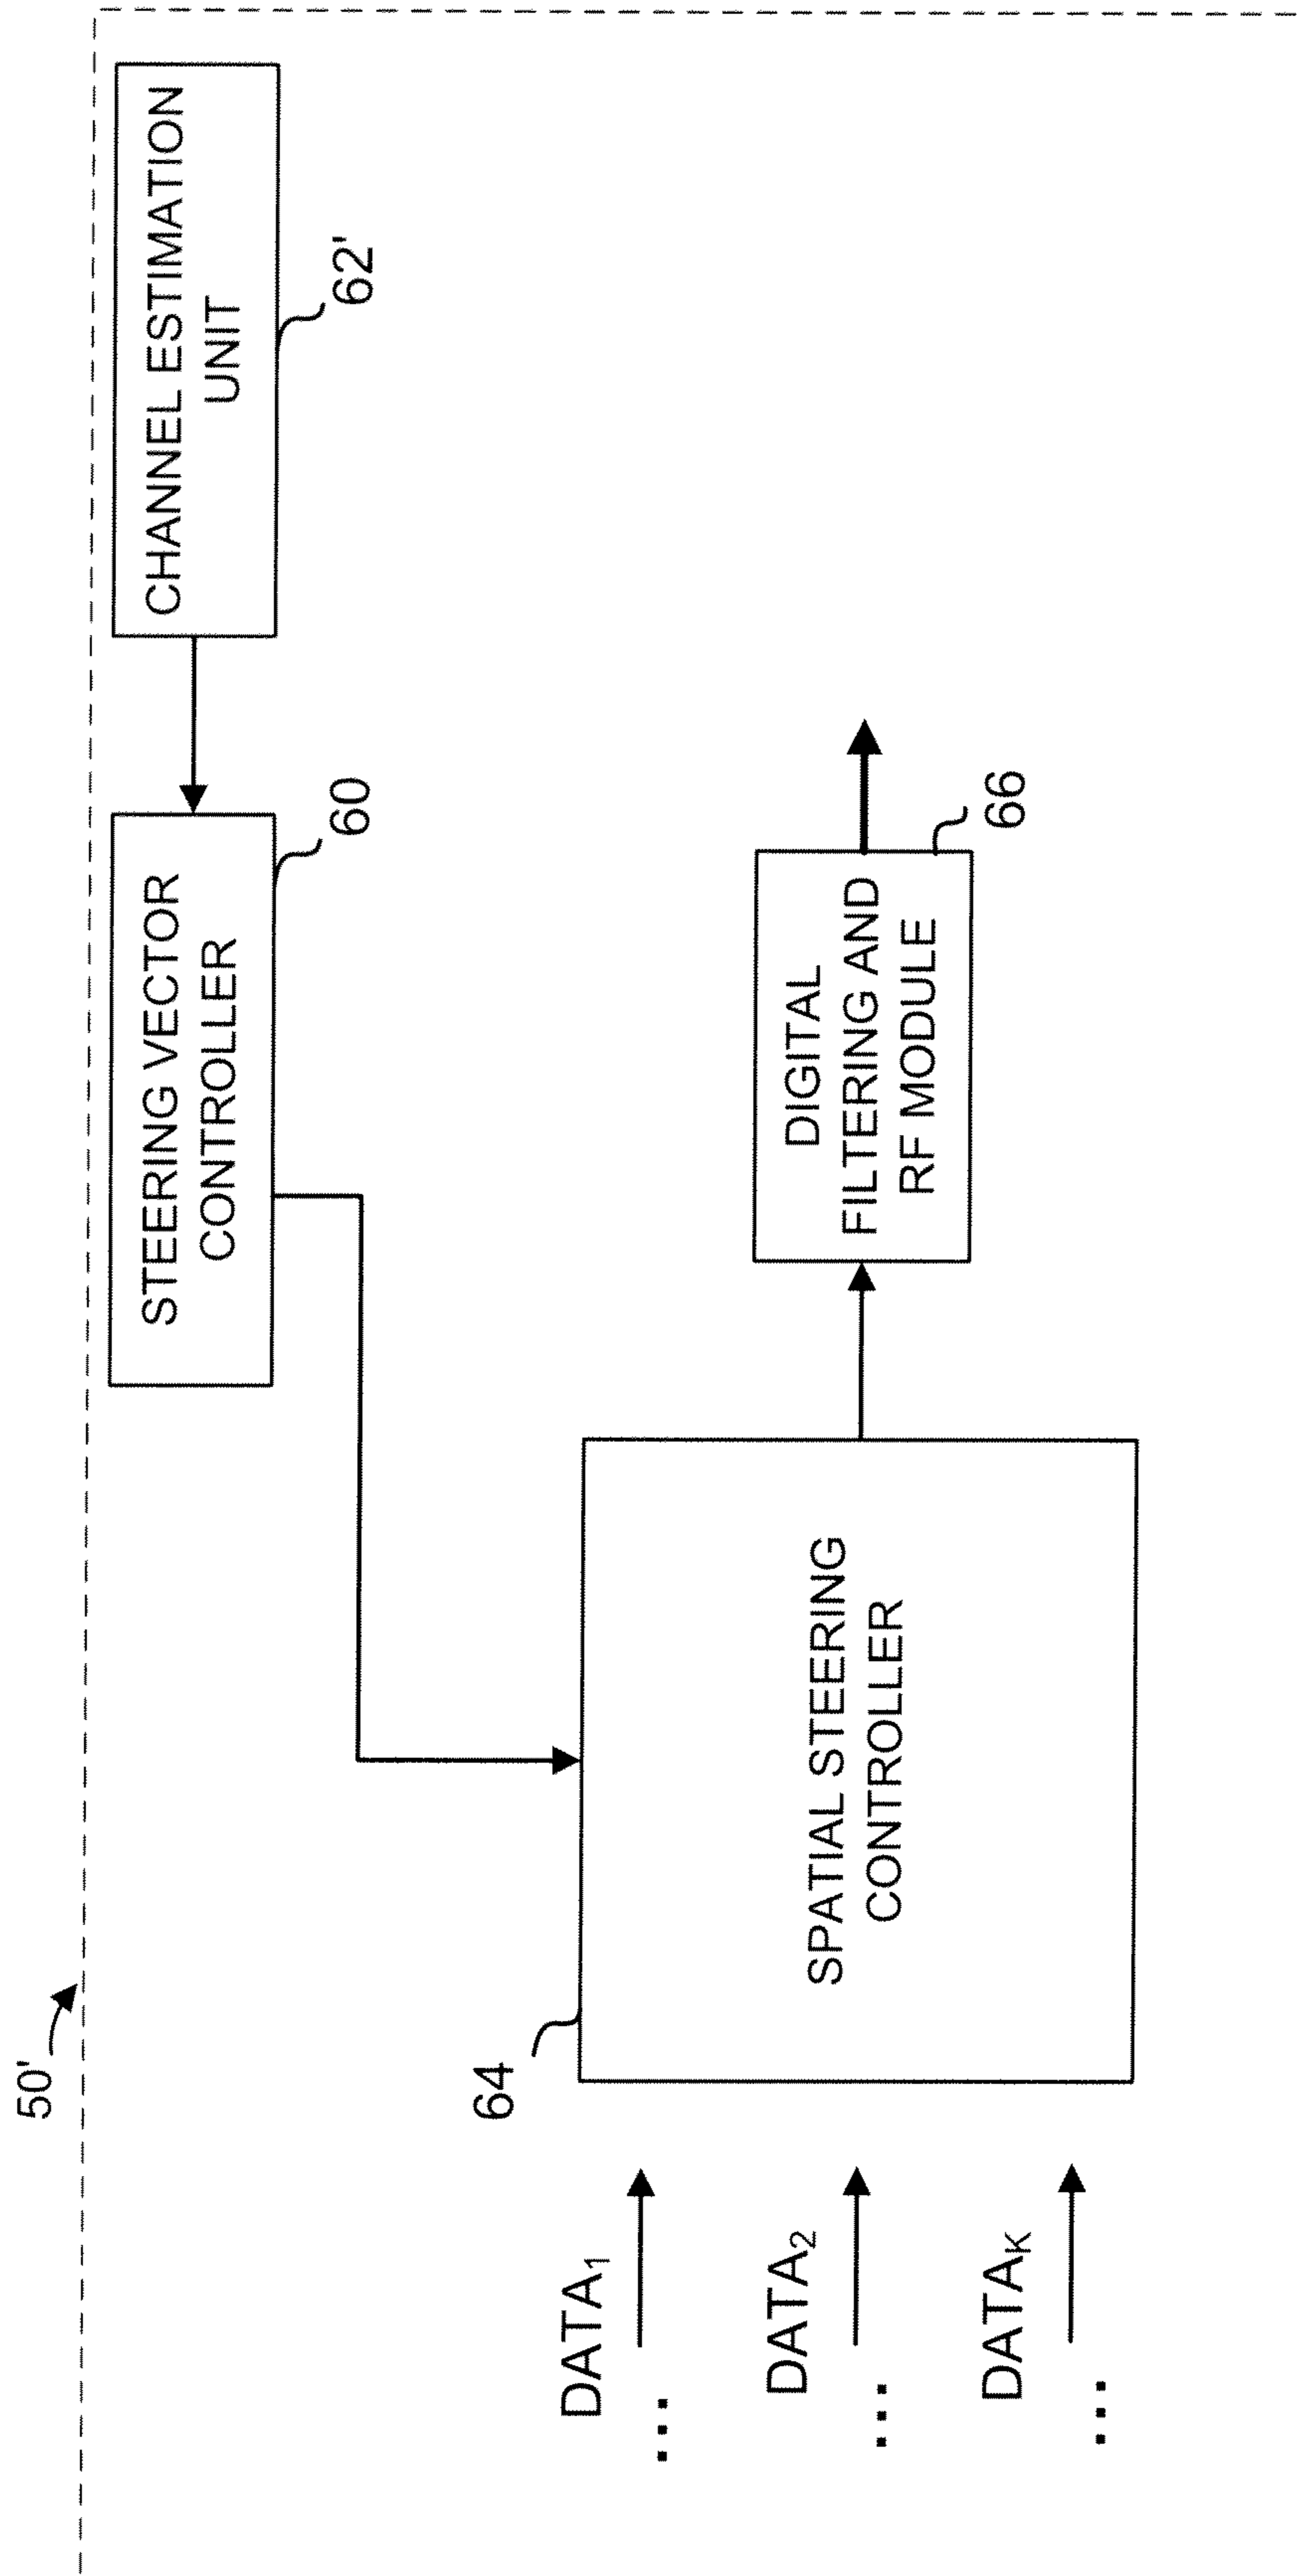 50'
CHANNEL ESTIMATION
UNIT
62'
STEERING VECTOR
CONTROLLER
60
64
SPATIAL STEERING
CONTROLLER
DIGITAL
FILTERING AND
RF MODULE
66
DATA₁
...
DATA₂
...
DATAₖ
...